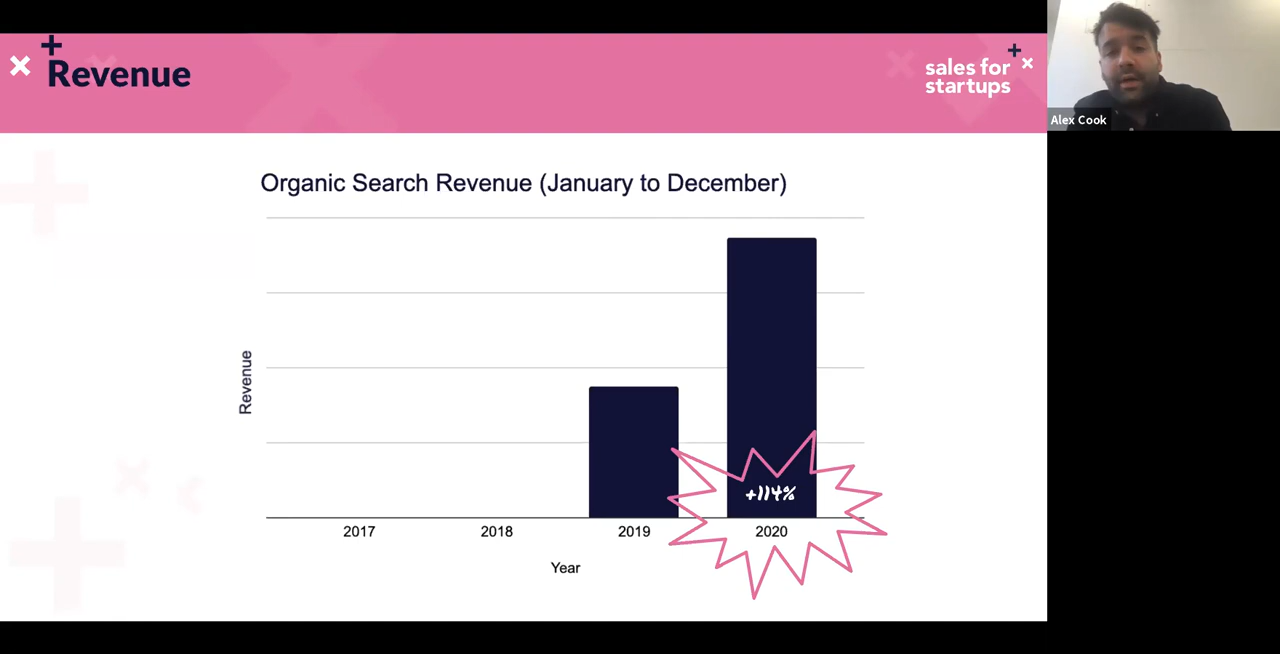 Revenue
sales for
startups
Alex Cook
Organic Search Revenue (January to December)
Revenue
+114%
2017
2018
2019
2020
Year